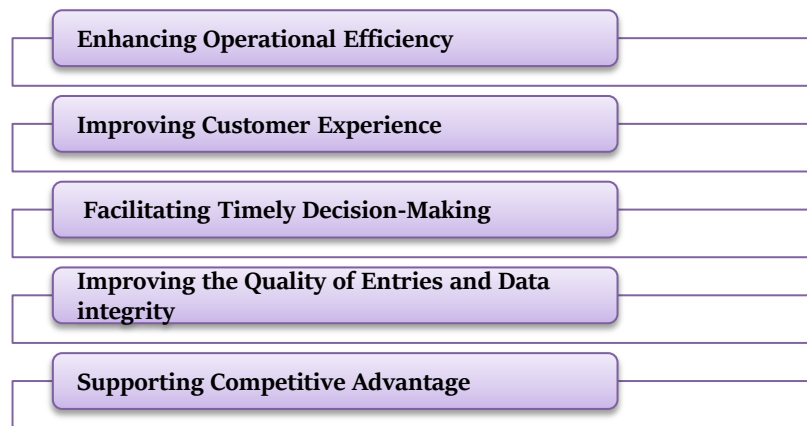 Enhancing Operational Efficiency
Improving Customer Experience
Facilitating Timely Decision-Making
Improving the Quality of Entries and Data
integrity
Supporting Competitive Advantage